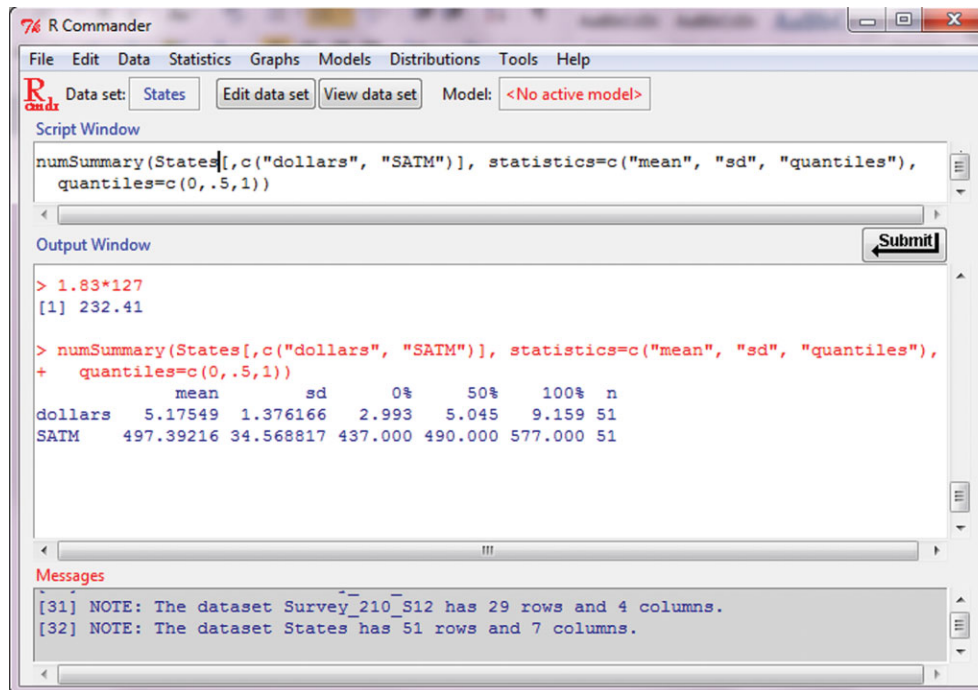 R Commander
File Edit Data Statistics Graphs Models Distributions Tools Help
R cmdr Data set: States Edit data set View data set Model: <No active model>
Script Window
numSummary(States[,c("dollars", "SATM")], statistics=c("mean", "sd", "quantiles"),
quantiles=c(0,.5,1))
Output Window Submit
> 1.83*127
[1] 232.41
> numSummary(States[,c("dollars", "SATM")], statistics=c("mean", "sd", "quantiles"),
+ quantiles=c(0,.5,1))
mean sd 0% 50% 100% n
dollars 5.17549 1.376166 2.993 5.045 9.159 51
SATM 497.39216 34.568817 437.000 490.000 577.000 51
Messages
[31] NOTE: The dataset Survey_210_S12 has 29 rows and 4 columns.
[32] NOTE: The dataset States has 51 rows and 7 columns.